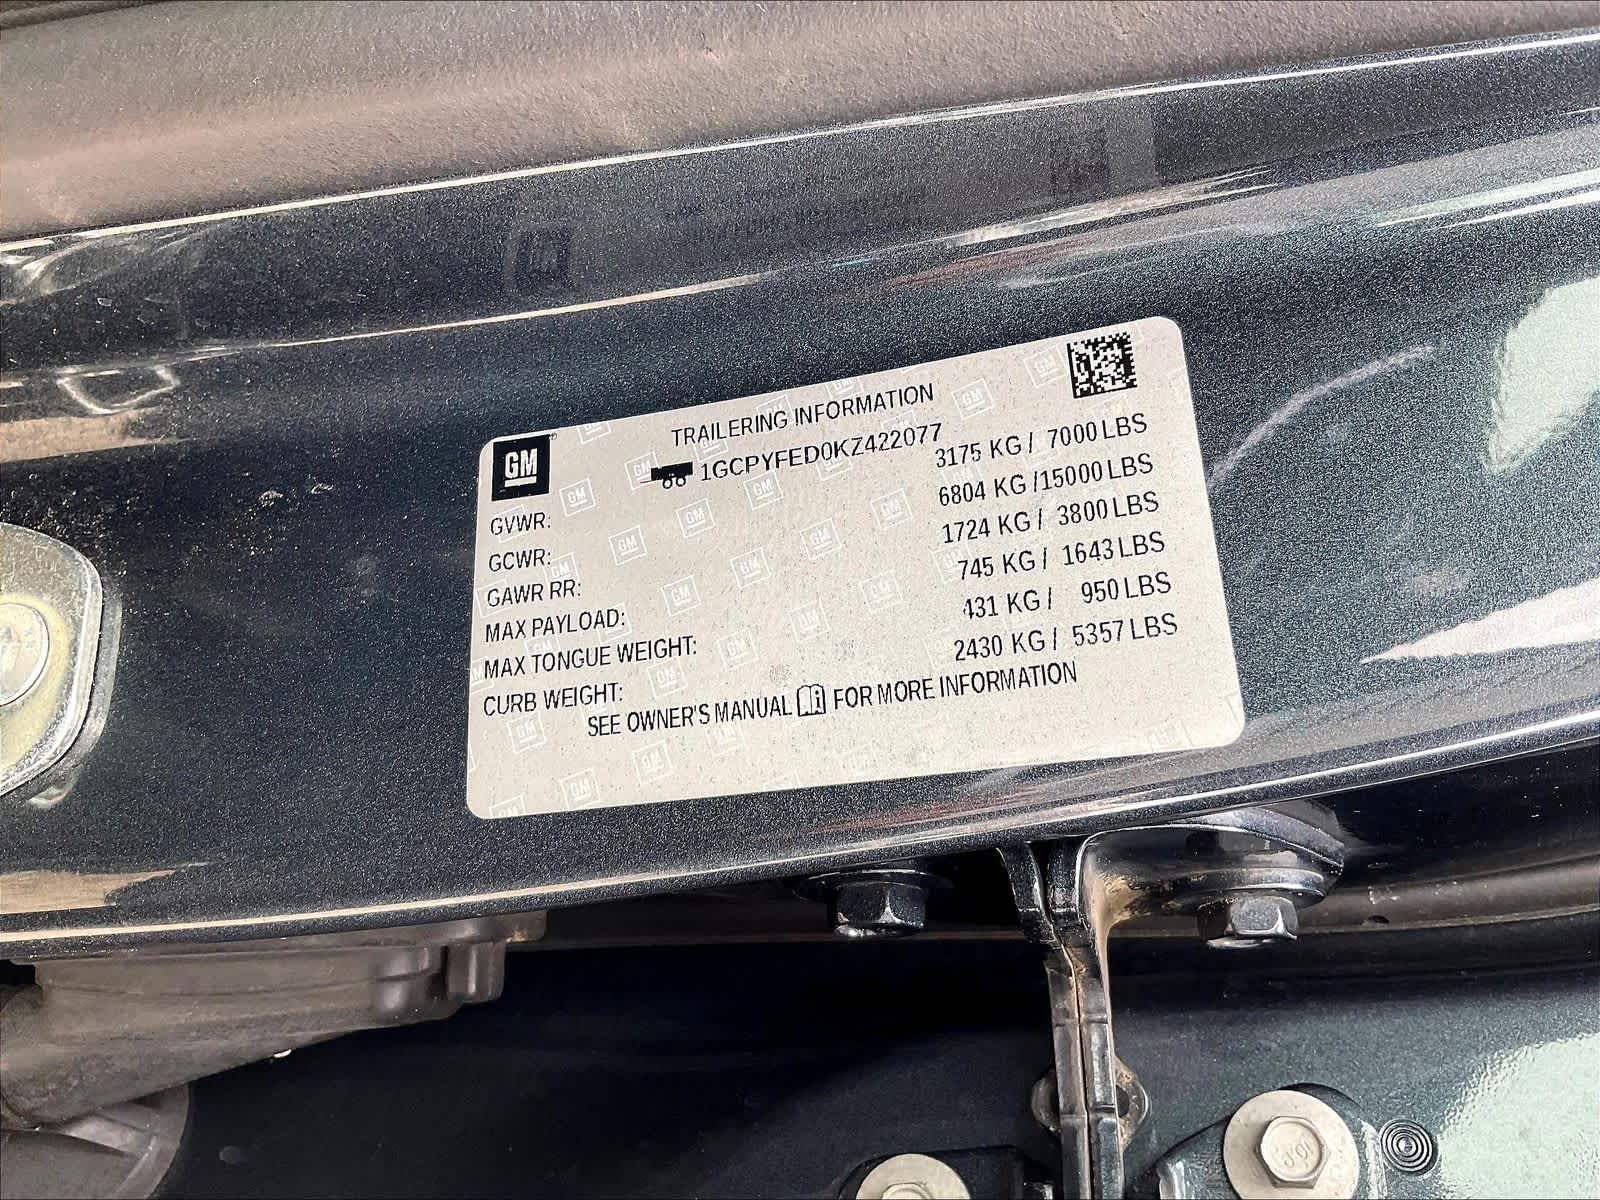 GM
TRAILERING INFORMATION
1GCPYFED0KZ422077
GVWR: 3175 KG / 7000 LBS
GCWR: 6804 KG /15000 LBS
GAWR RR: 1724 KG / 3800 LBS
MAX PAYLOAD: 745 KG / 1643 LBS
MAX TONGUE WEIGHT: 431 KG / 950 LBS
CURB WEIGHT: 2430 KG / 5357 LBS
SEE OWNER'S MANUAL FOR MORE INFORMATION